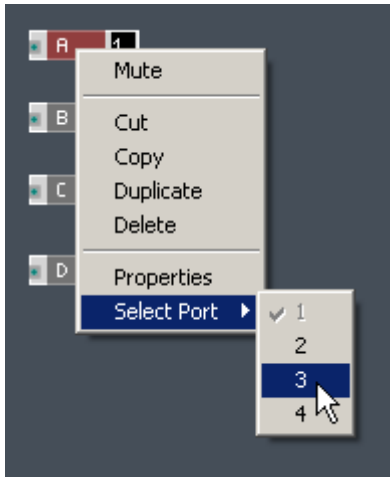 A 1
Mute
B
Cut
Copy
C
Duplicate
Delete
D
Properties
Select Port
1
2
3
4